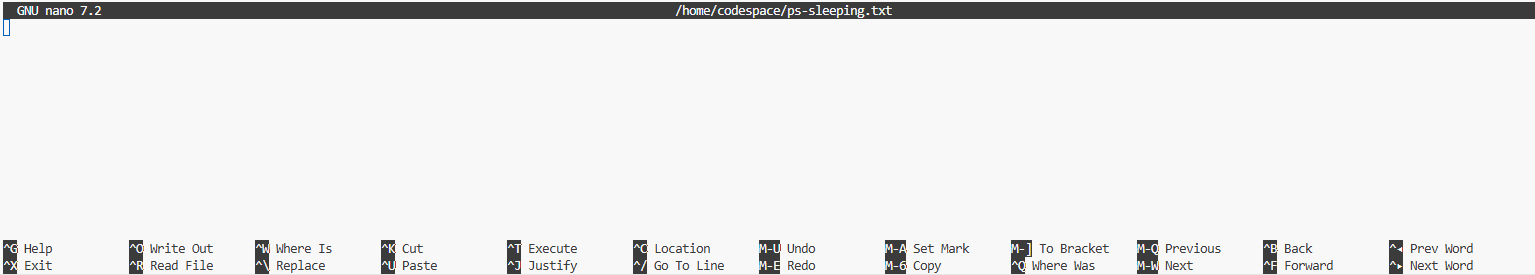 GNU nano 7.2 /home/codespace/ps-sleeping.txt
^G Help ^O Write Out ^W Where Is ^K Cut ^T Execute ^C Location M-U Undo M-A Set Mark M-] To Bracket M-Q Previous ^B Back ^◂ Prev Word
^X Exit ^R Read File ^\ Replace ^U Paste ^J Justify ^/ Go To Line M-E Redo M-6 Copy ^Q Where Was M-W Next ^F Forward ^▸ Next Word